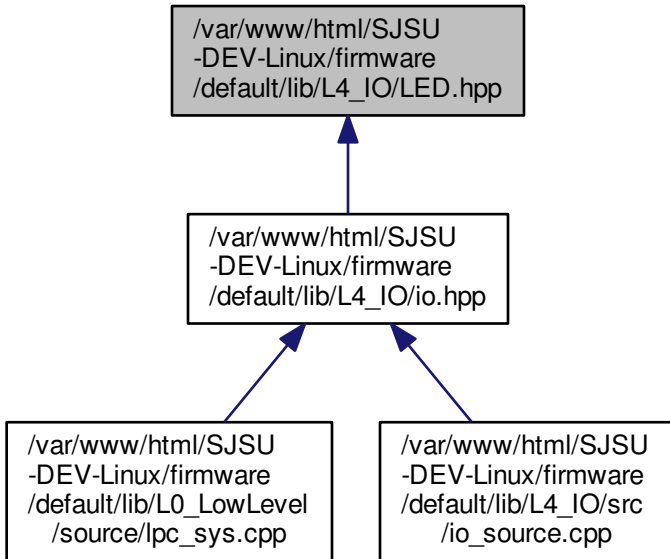 /var/www/html/SJSU
-DEV-Linux/firmware
/default/lib/L4_IO/LED.hpp
/var/www/html/SJSU
-DEV-Linux/firmware
/default/lib/L4_IO/io.hpp
/var/www/html/SJSU
-DEV-Linux/firmware
/default/lib/L0_LowLevel
/source/lpc_sys.cpp
/var/www/html/SJSU
-DEV-Linux/firmware
/default/lib/L4_IO/src
/io_source.cpp